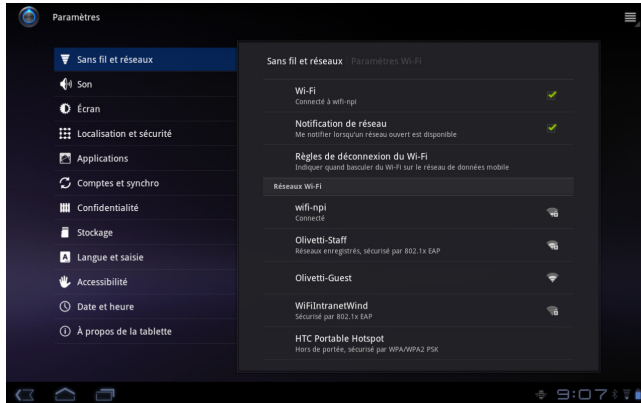 Paramètres
Sans fil et réseaux
Son
Écran
Localisation et sécurité
Applications
Comptes et synchro
Confidentialité
Stockage
Langue et saisie
Accessibilité
Date et heure
À propos de la tablette
Sans fil et réseaux Paramètres Wi-Fi
Wi-Fi
Connecté à wifi-npi
Notification de réseau
Me notifier lorsqu'un réseau ouvert est disponible
Règles de déconnexion du Wi-Fi
Indiquer quand basculer du Wi-Fi sur le réseau de données mobile
Réseaux Wi-Fi
wifi-npi
Connecté
Olivetti-Staff
Réseaux enregistrés, sécurisé par 802.1x EAP
Olivetti-Guest
WiFiIntranetWind
Sécurisé par 802.1x EAP
HTC Portable Hotspot
Hors de portée, sécurisé par WPA/WPA2 PSK
9:07